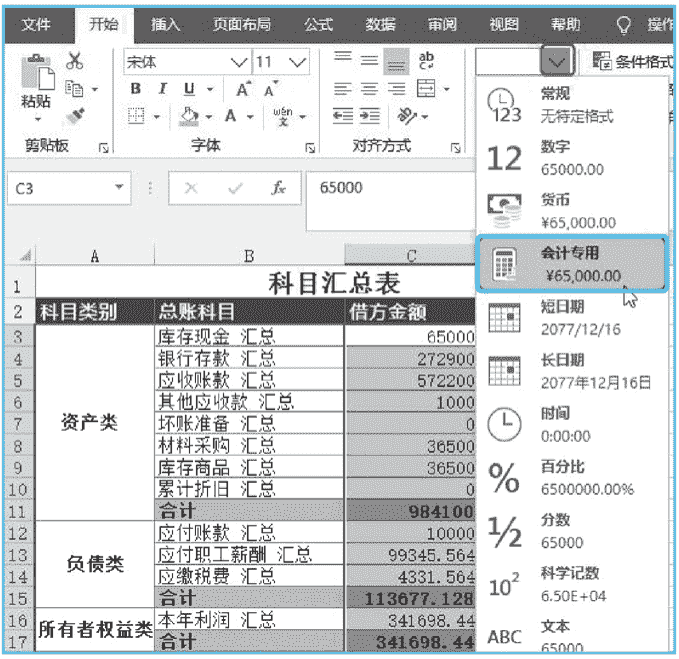 文件 开始 插入 页面布局 公式 数据 审阅 视图 帮助 操作
宋体 11 ab 条件格式
粘贴 B I U A A
A wén 文
剪贴板 字体 对齐方式
C3 fx 65000
常规
123 无特定格式
12 数字
65000.00
货币
¥65,000.00
会计专用
¥65,000.00
短日期
2077/12/16
长日期
2077年12月16日
时间
0:00:00
% 百分比
6500000.00%
½ 分数
65000
10² 科学记数
6.50E+04
ABC 文本
65000
A B C
1 科目汇总表
2 科目类别 总账科目 借方金额
3 库存现金 汇总 65000
4 银行存款 汇总 272900
5 应收账款 汇总 572200
6 其他应收款 汇总 1000
7 资产类 坏账准备 汇总 0
8 材料采购 汇总 36500
9 库存商品 汇总 36500
10 累计折旧 汇总 0
11 合计 984100
12 应付账款 汇总 10000
13 负债类 应付职工薪酬 汇总 99345.564
14 应缴税费 汇总 4331.564
15 合计 113677.128
16 所有者权益类 本年利润 汇总 341698.44
17 合计 341698.44